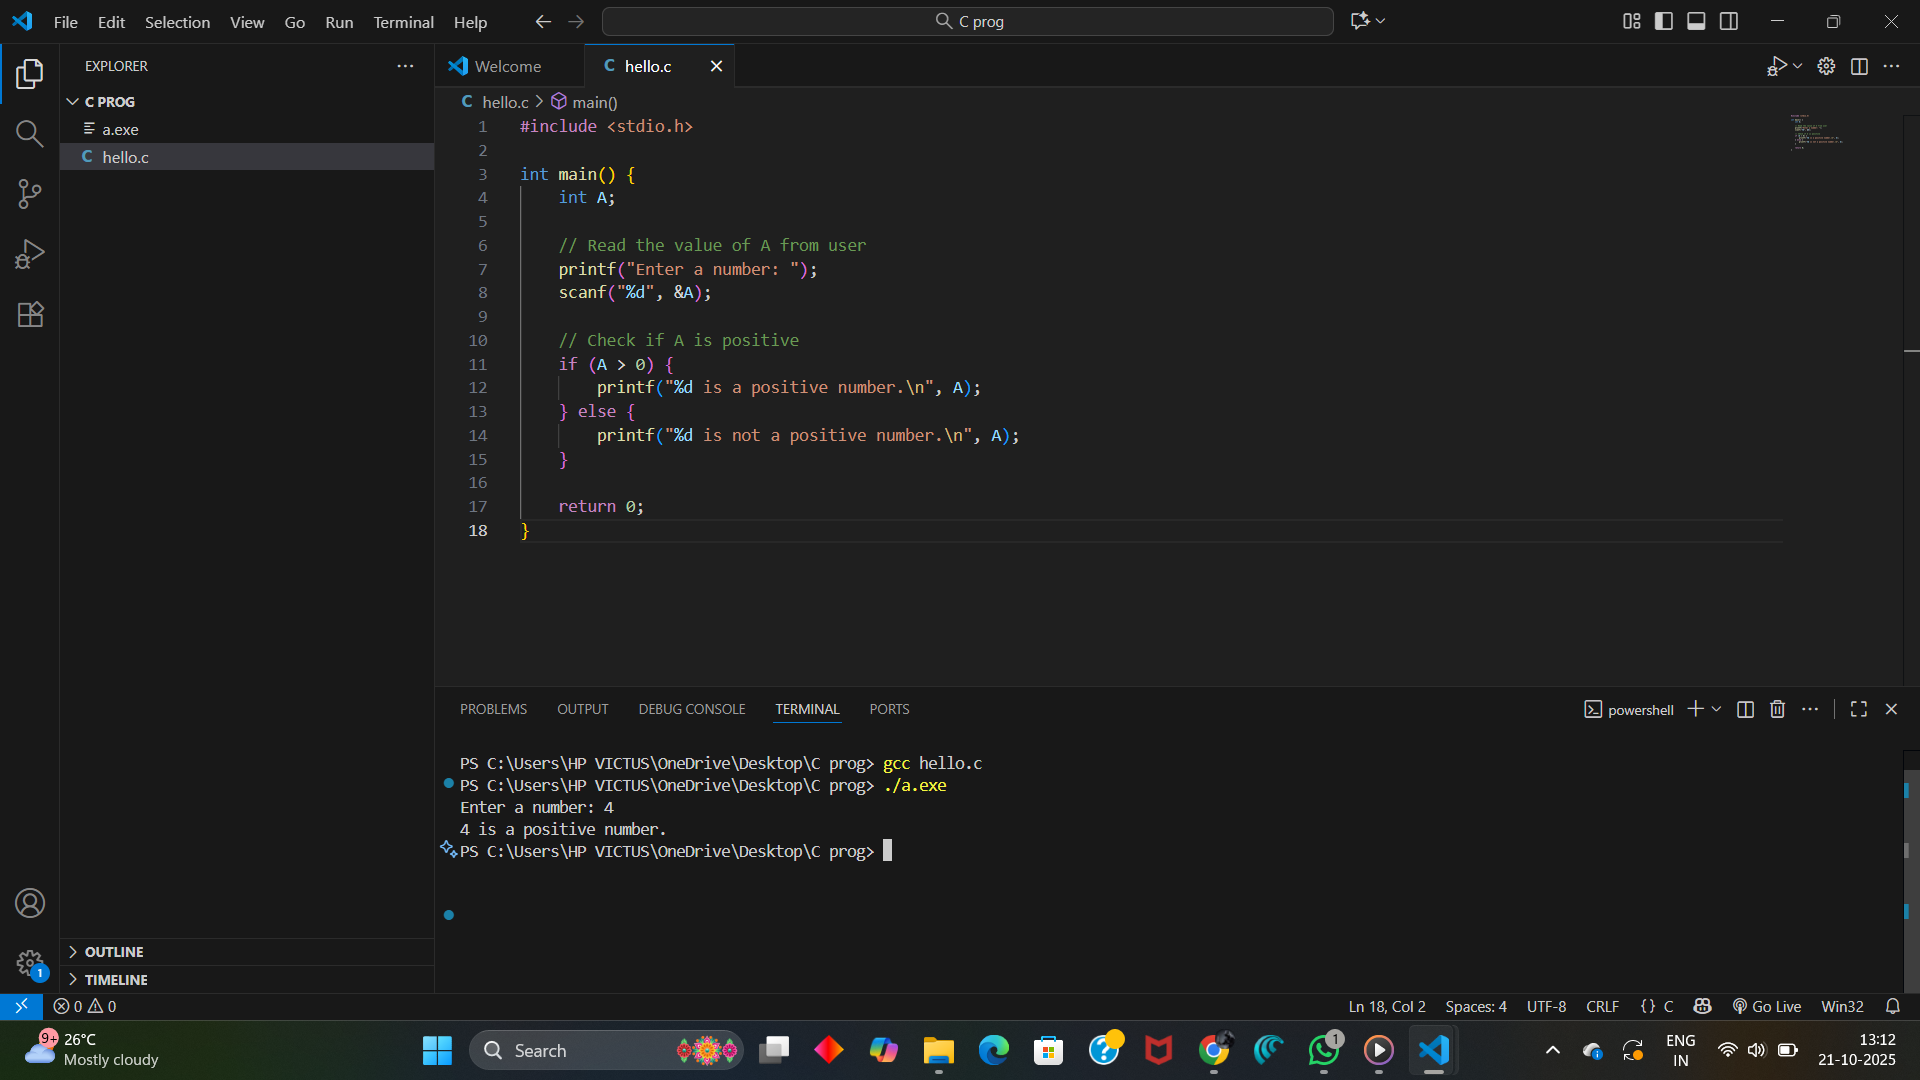 File Edit Selection View Go Run Terminal Help
C prog
EXPLORER
C PROG
a.exe
C hello.c
Welcome
C hello.c
C hello.c > main()
1 #include <stdio.h>
2
3 int main() {
4     int A;
5
6     // Read the value of A from user
7     printf("Enter a number: ");
8     scanf("%d", &A);
9
10     // Check if A is positive
11     if (A > 0) {
12         printf("%d is a positive number.\n", A);
13     } else {
14         printf("%d is not a positive number.\n", A);
15     }
16
17     return 0;
18 }
PROBLEMS OUTPUT DEBUG CONSOLE TERMINAL PORTS
powershell
PS C:\Users\HP VICTUS\OneDrive\Desktop\C prog> gcc hello.c
PS C:\Users\HP VICTUS\OneDrive\Desktop\C prog> ./a.exe
Enter a number: 4
4 is a positive number.
PS C:\Users\HP VICTUS\OneDrive\Desktop\C prog>
OUTLINE
TIMELINE
1
0 0
Ln 18, Col 2 Spaces: 4 UTF-8 CRLF {} C Go Live Win32
9+
26°C
Mostly cloudy
Search
1
ENG
IN
13:12
21-10-2025